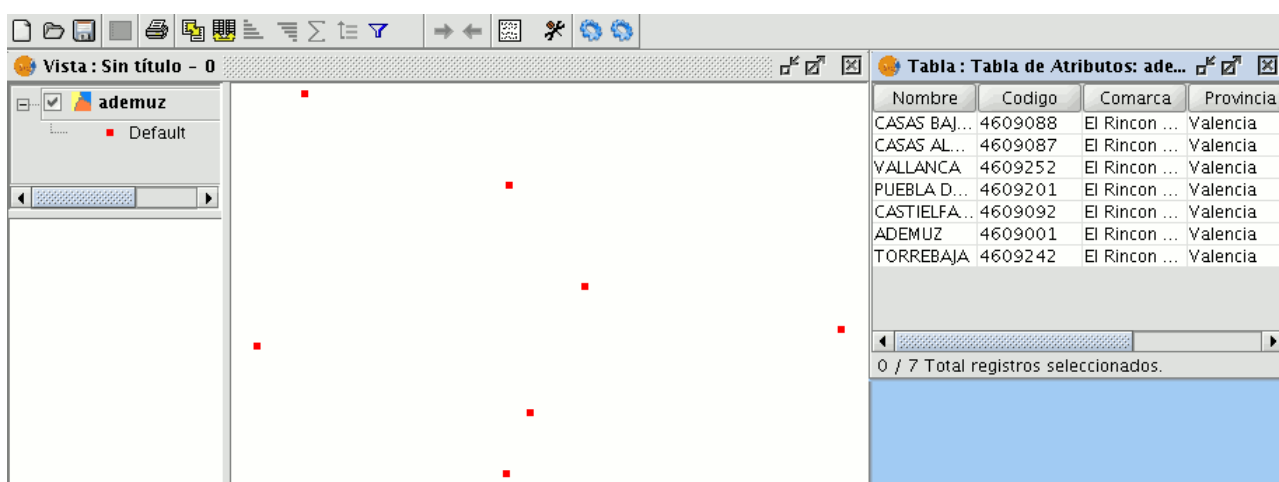 Vista : Sin título - 0
ademuz
Default
Tabla : Tabla de Atributos: ade...
Nombre Codigo Comarca Provincia
CASAS BAJ... 4609088 El Rincon ... Valencia
CASAS AL... 4609087 El Rincon ... Valencia
VALLANCA 4609252 El Rincon ... Valencia
PUEBLA D... 4609201 El Rincon ... Valencia
CASTIELFA... 4609092 El Rincon ... Valencia
ADEMUZ 4609001 El Rincon ... Valencia
TORREBAJA 4609242 El Rincon ... Valencia
0 / 7 Total registros seleccionados.